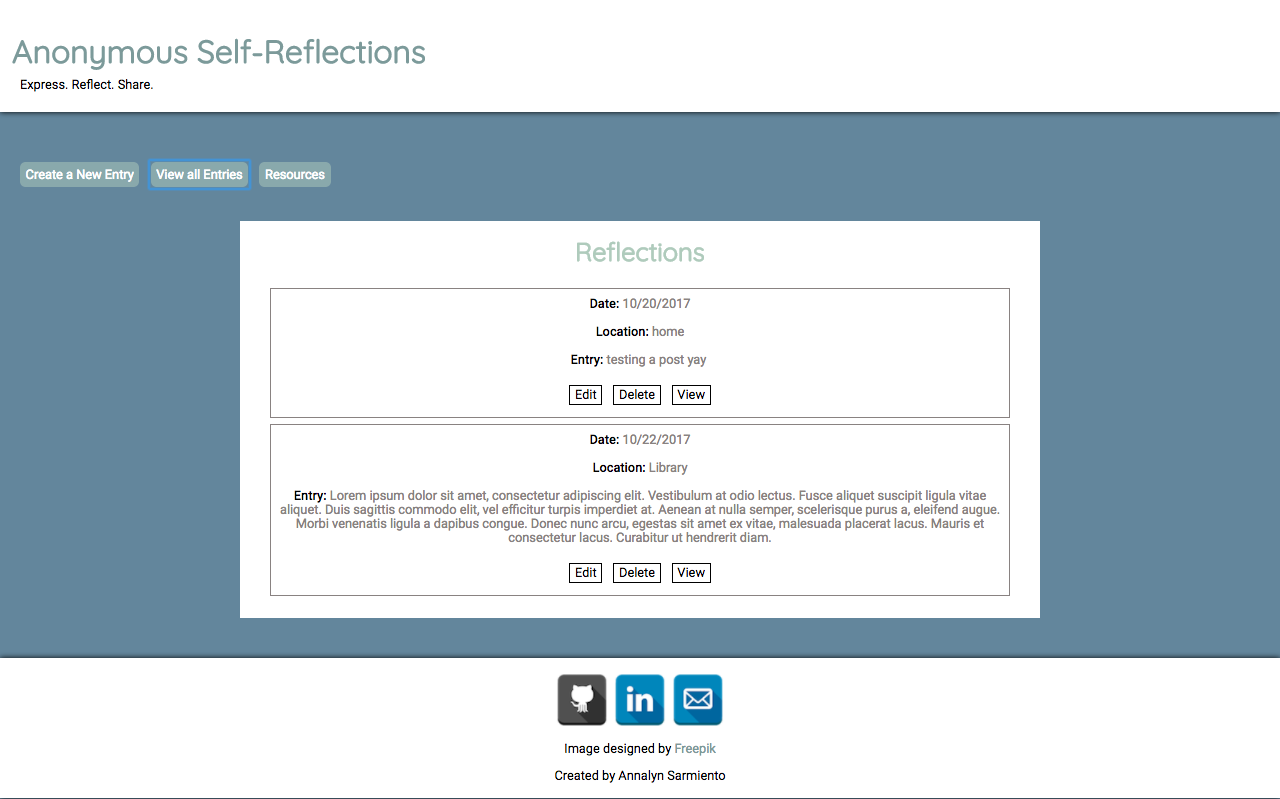 Anonymous Self-Reflections
Express. Reflect. Share.
Create a New Entry View all Entries Resources
Reflections
Date: 10/20/2017
Location: home
Entry: testing a post yay
Edit Delete View
Date: 10/22/2017
Location: Library
Entry: Lorem ipsum dolor sit amet, consectetur adipiscing elit. Vestibulum at odio lectus. Fusce aliquet suscipit ligula vitae
aliquet. Duis sagittis commodo elit, vel efficitur turpis imperdiet at. Aenean at nulla semper, scelerisque purus a, eleifend augue.
Morbi venenatis ligula a dapibus congue. Donec nunc arcu, egestas sit amet ex vitae, malesuada placerat lacus. Mauris et
consectetur lacus. Curabitur ut hendrerit diam.
Edit Delete View
in
Image designed by Freepik
Created by Annalyn Sarmiento